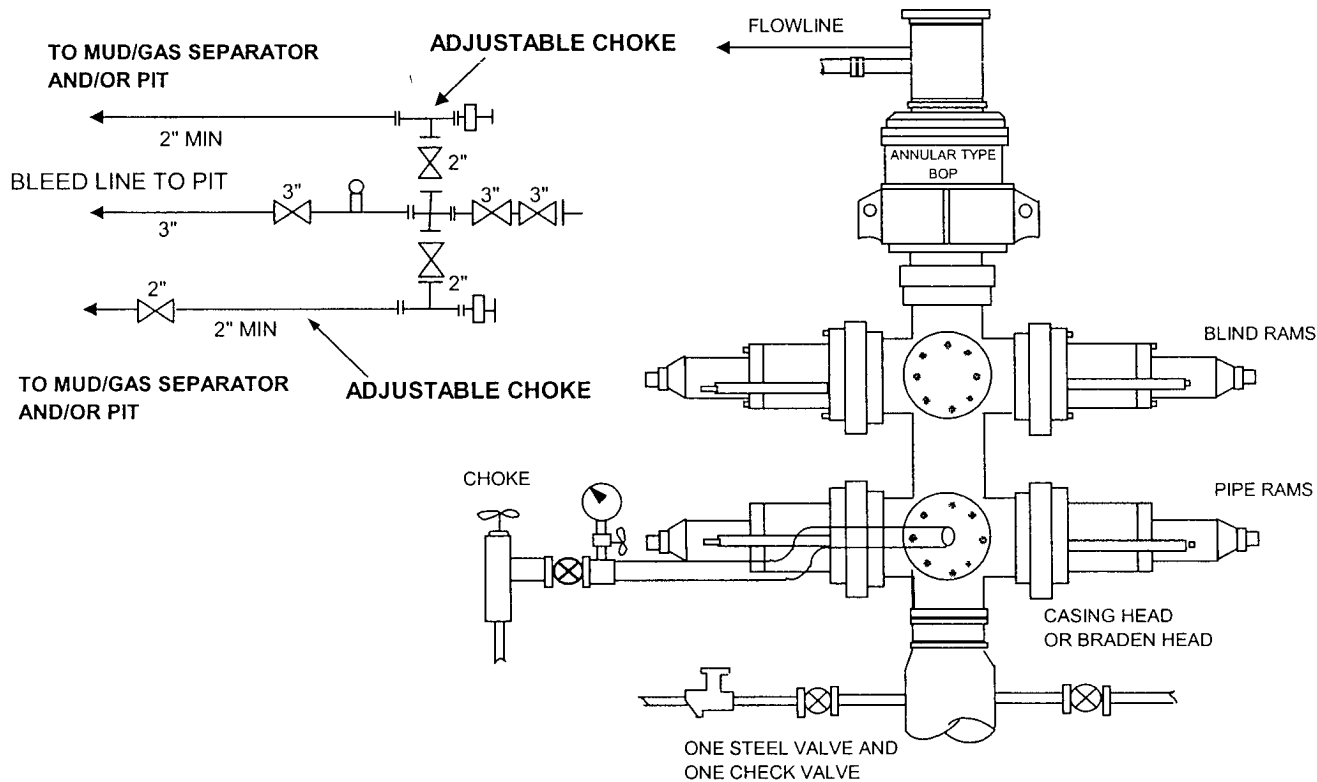 TO MUD/GAS SEPARATOR
AND/OR PIT
ADJUSTABLE CHOKE
2" MIN
2"
BLEED LINE TO PIT
3"
3"
3"
3"
2"
2"
2" MIN
TO MUD/GAS SEPARATOR
AND/OR PIT
ADJUSTABLE CHOKE
FLOWLINE
ANNULAR TYPE
BOP
BLIND RAMS
CHOKE
PIPE RAMS
CASING HEAD
OR BRADEN HEAD
ONE STEEL VALVE AND
ONE CHECK VALVE